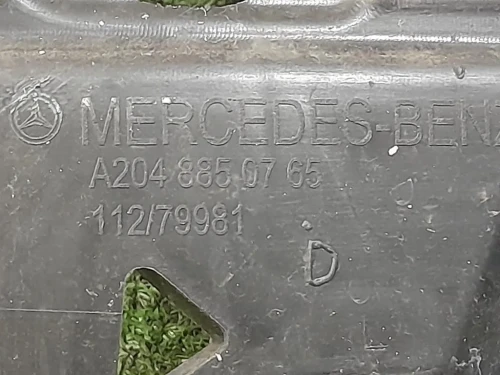 MERCEDES-BENZ
A204 885 07 65
112/79981
D
L